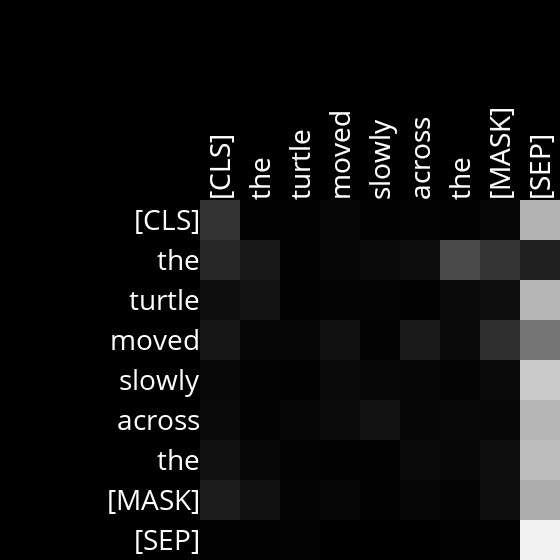 [CLS] the turtle moved slowly across the [MASK] [SEP]
[CLS]
the
turtle
moved
slowly
across
the
[MASK]
[SEP]